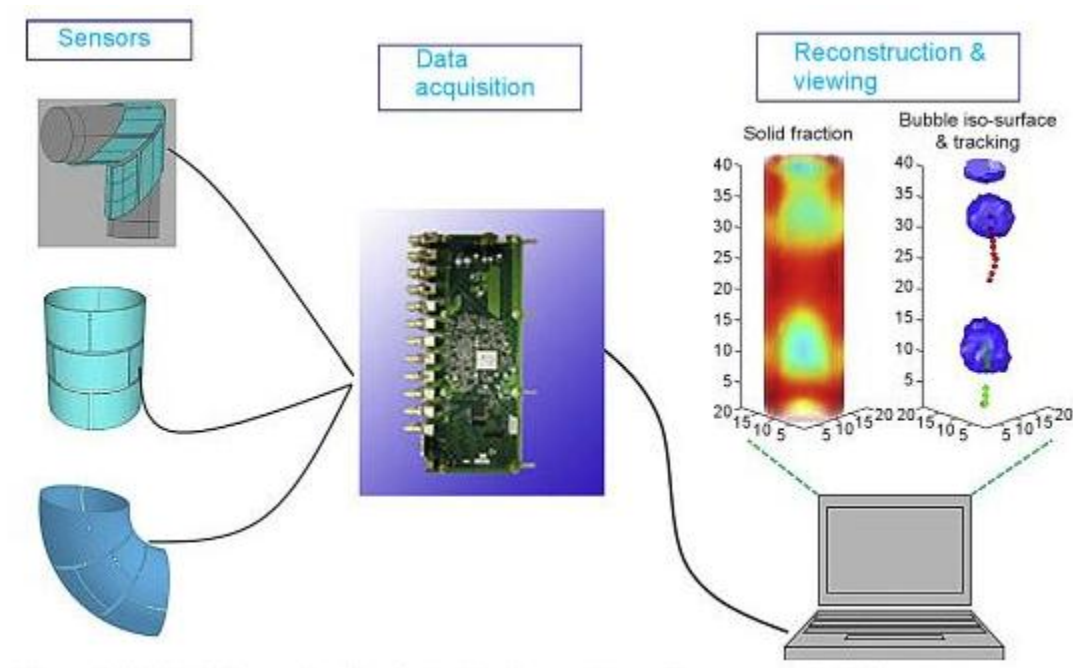 Sensors
Data
acquisition
Reconstruction &
viewing
Solid fraction
Bubble iso-surface
& tracking
40
35
30
25
20
15
10
5
20 15 10 5 5 10 15 20
40
35
30
25
20
15
10
5
20 15 10 5 5 10 15 20